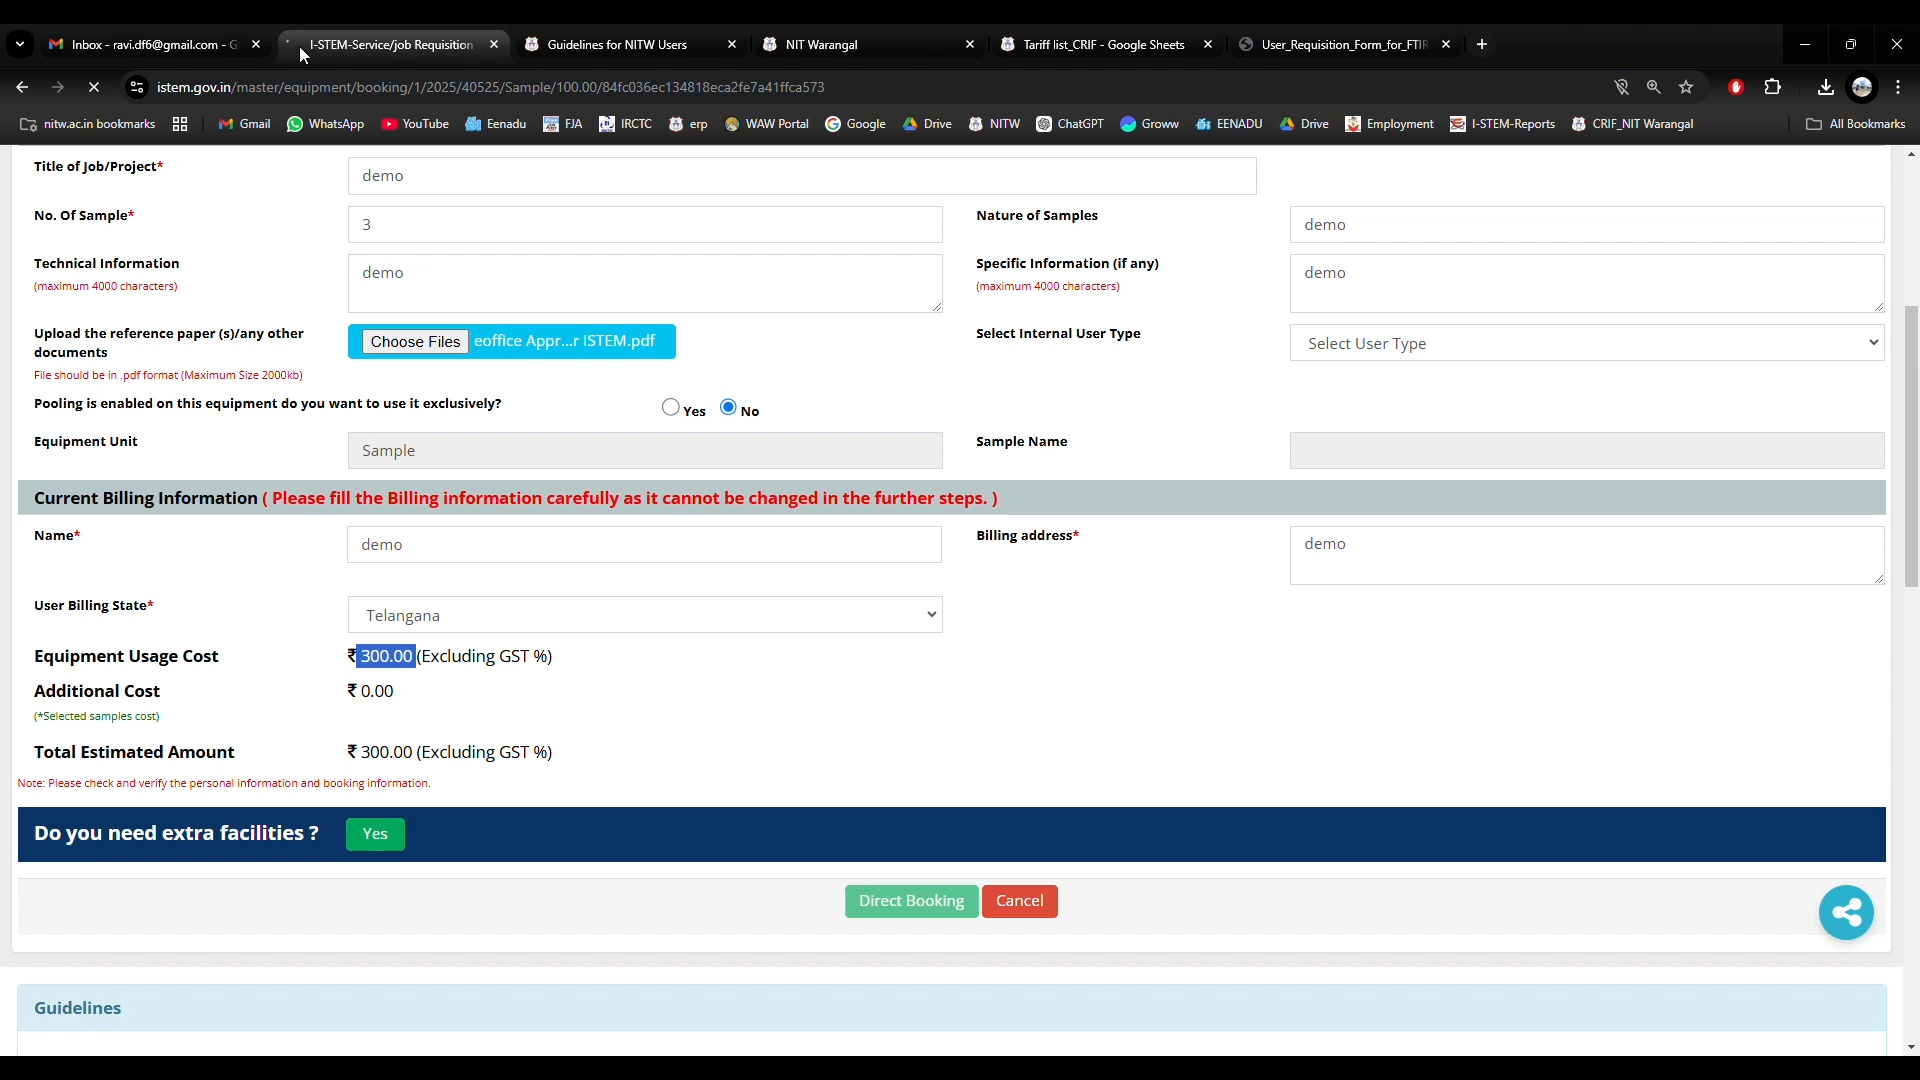 Inbox - ravi.df6@gmail.com - G
I-STEM-Service/job Requisition
Guidelines for NITW Users
NIT Warangal
Tariff list_CRIF - Google Sheets
User_Requisition_Form_for_FTIR
istem.gov.in/master/equipment/booking/1/2025/40525/Sample/100.00/84fc036ec134818eca2fe7a41ffca573
nitw.ac.in bookmarks
Gmail
WhatsApp
YouTube
Eenadu
FJA
IRCTC
erp
WAW Portal
Google
Drive
NITW
ChatGPT
Groww
EENADU
Drive
Employment
I-STEM-Reports
CRIF_NIT Warangal
All Bookmarks
Title of Job/Project*
demo
No. Of Sample*
3
Nature of Samples
demo
Technical Information
(maximum 4000 characters)
demo
Specific Information (if any)
(maximum 4000 characters)
demo
Upload the reference paper (s)/any other
documents
File should be in .pdf format (Maximum Size 2000kb)
Choose Files eoffice Appr...r ISTEM.pdf
Select Internal User Type
Select User Type
Pooling is enabled on this equipment do you want to use it exclusively?
Yes
No
Equipment Unit
Sample
Sample Name
Current Billing Information ( Please fill the Billing information carefully as it cannot be changed in the further steps. )
Name*
demo
Billing address*
demo
User Billing State*
Telangana
Equipment Usage Cost
₹ 300.00 (Excluding GST %)
Additional Cost
₹ 0.00
(*Selected samples cost)
Total Estimated Amount
₹ 300.00 (Excluding GST %)
Note: Please check and verify the personal information and booking information.
Do you need extra facilities ?
Yes
Direct Booking
Cancel
Guidelines